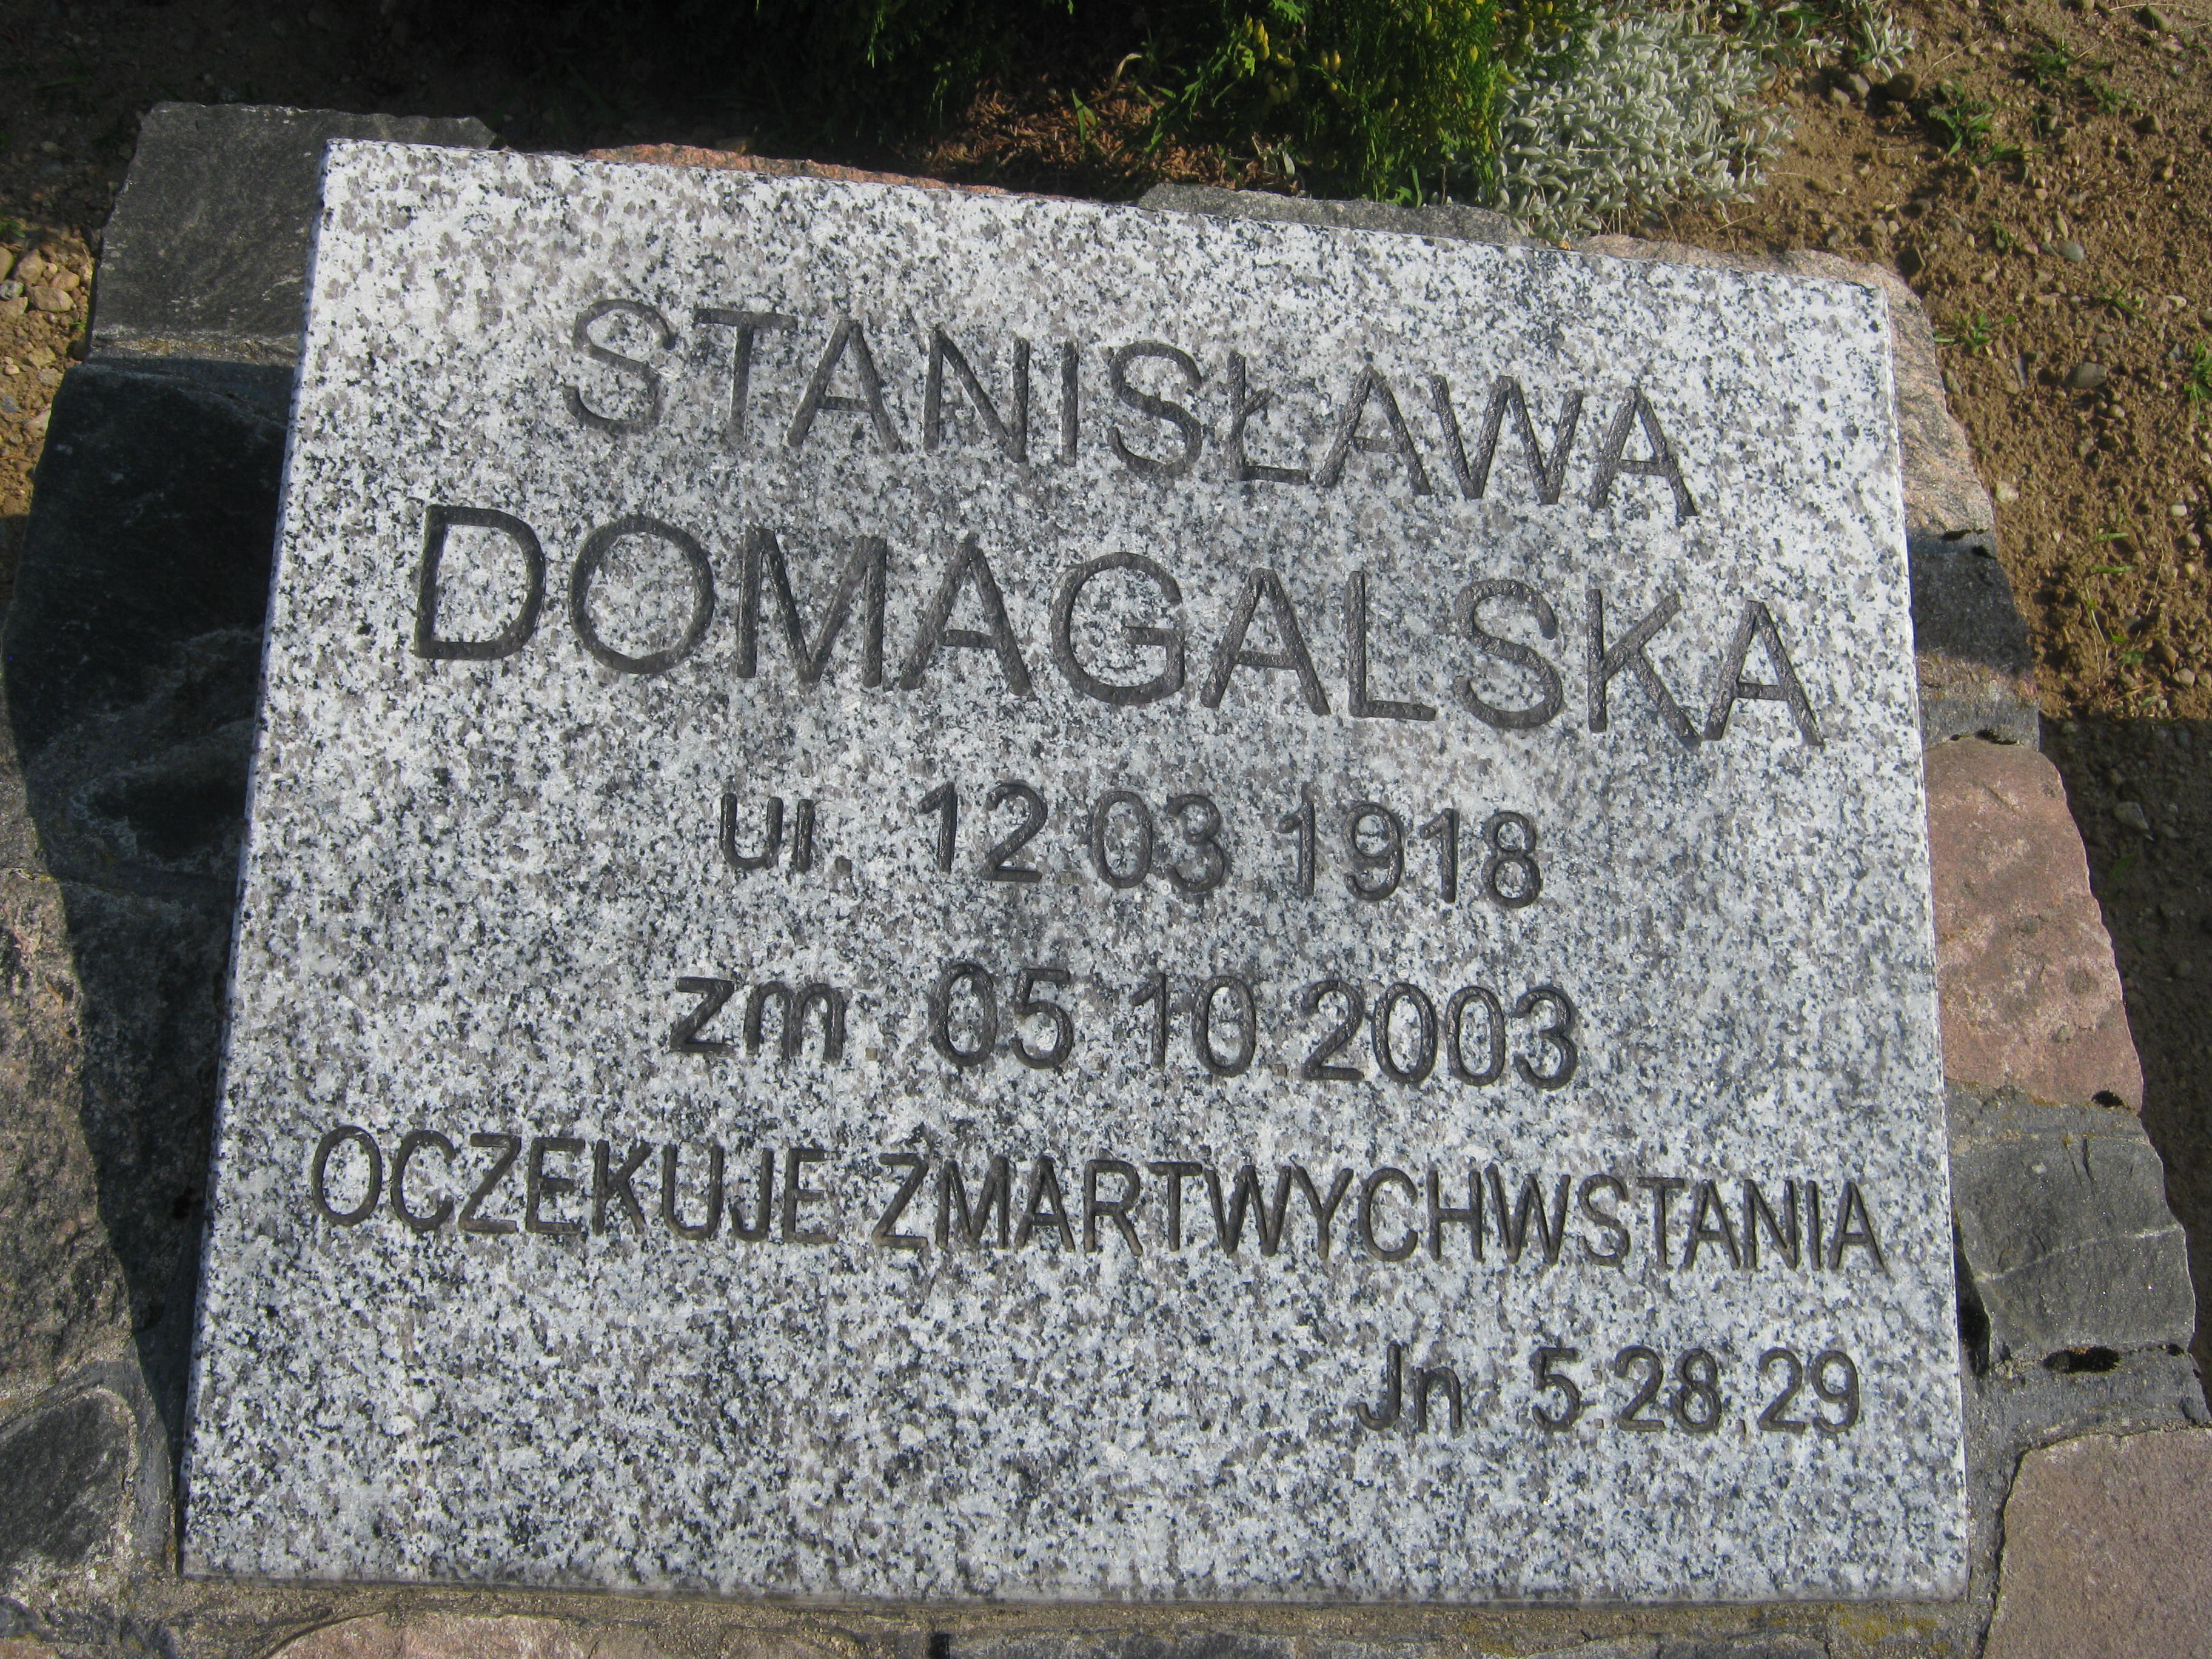 STANISŁAWA
DOMAGALSKA
ur. 12 03 1918
zm. 05 10 2003
OCZEKUJE ZMARTWYCHWSTANIA
Jn 5.28.29